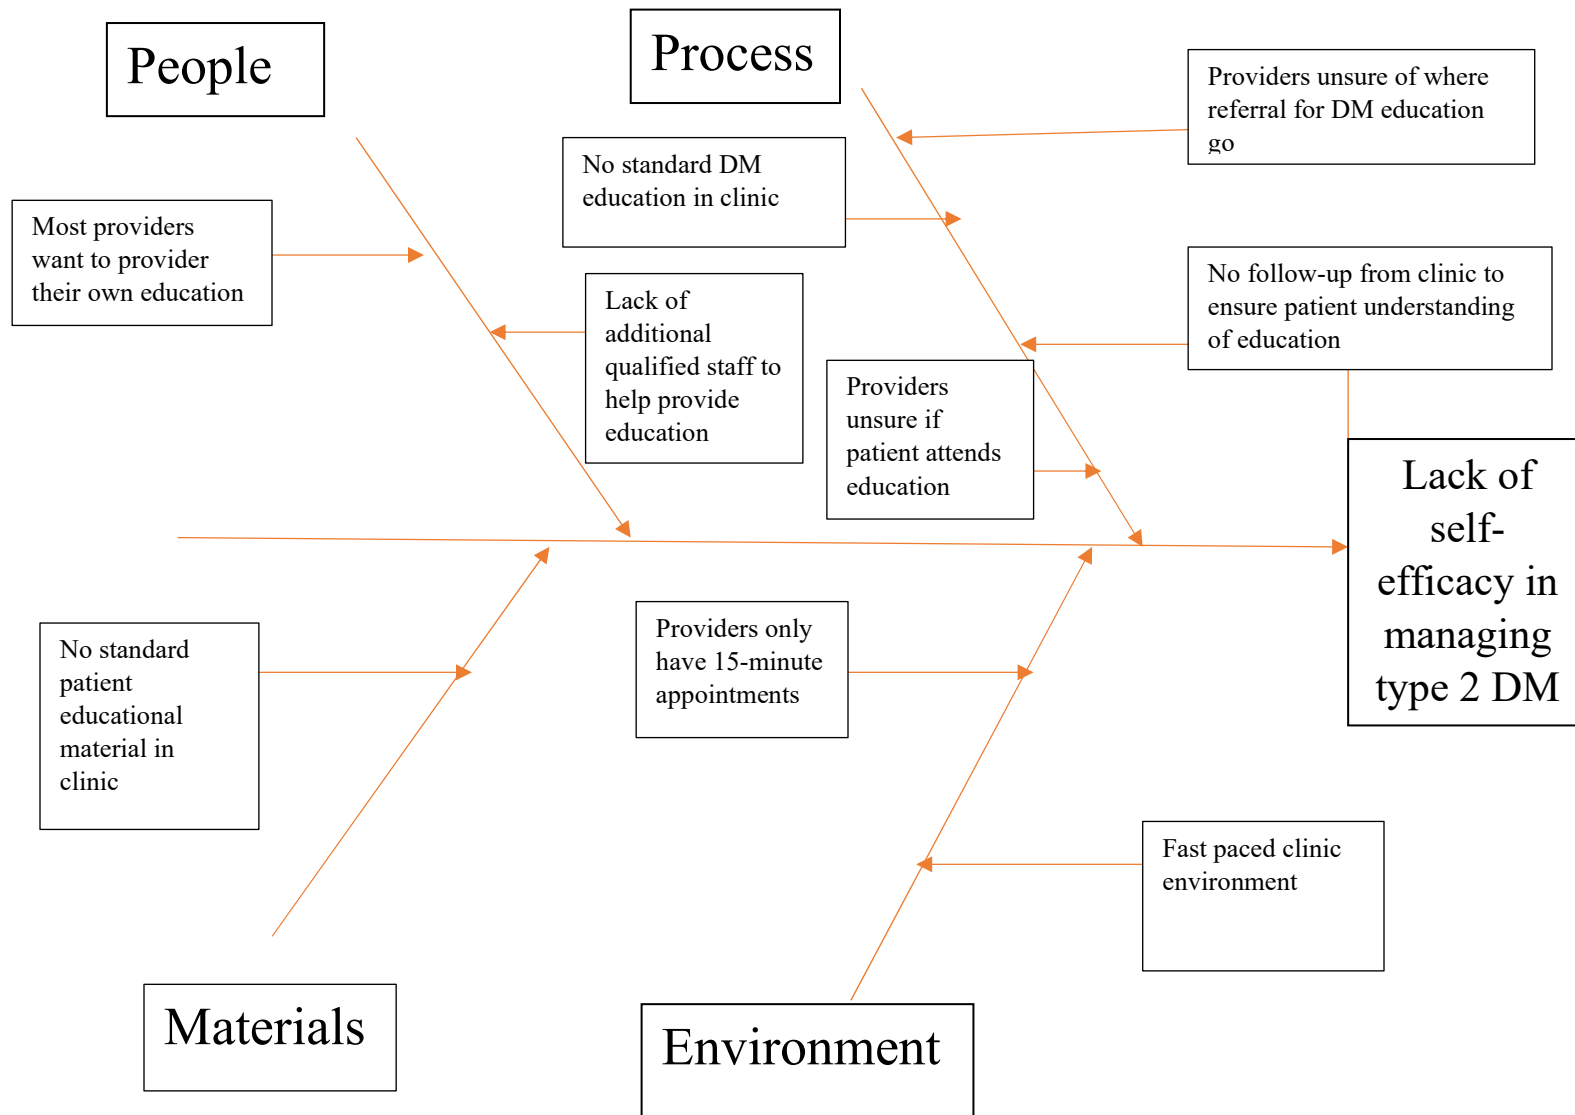 People
Process
Providers unsure of where
referral for DM education
go
No standard DM
education in clinic
Most providers
want to provider
their own education
No follow-up from clinic to
ensure patient understanding
of education
Lack of
additional
qualified staff to
help provide
education
Providers
unsure if
patient attends
education
Lack of
self-
efficacy in
managing
type 2 DM
No standard
patient
educational
material in
clinic
Providers only
have 15-minute
appointments
Fast paced clinic
environment
Materials
Environment